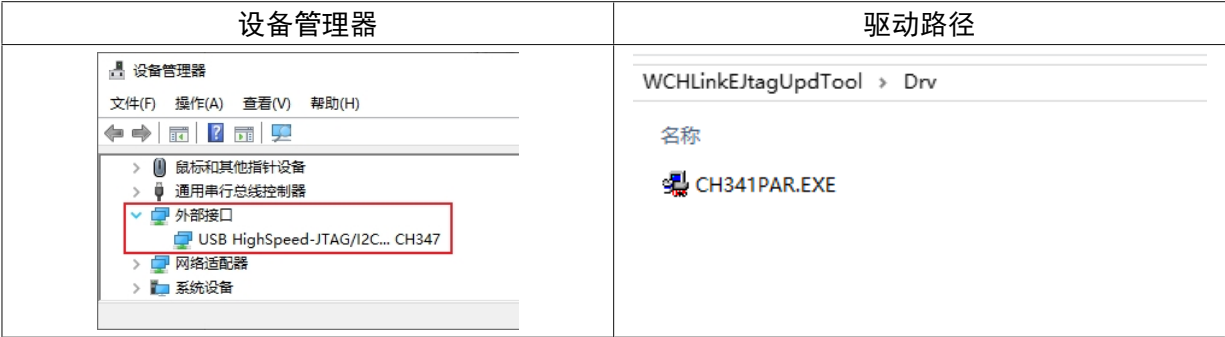 设备管理器
驱动路径
设备管理器
文件(F) 操作(A) 查看(V) 帮助(H)
鼠标和其他指针设备
通用串行总线控制器
外部接口
USB HighSpeed-JTAG/I2C... CH347
网络适配器
系统设备
WCHLinkEJtagUpdTool > Drv
名称
CH341PAR.EXE